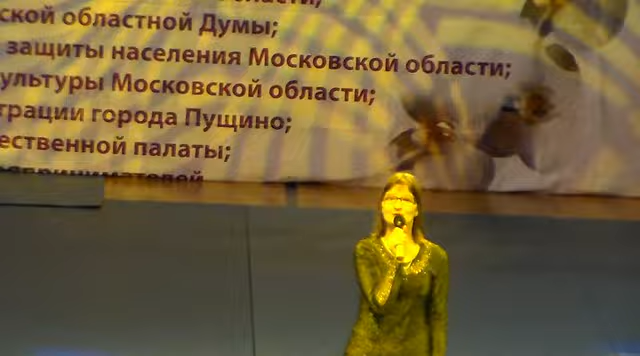 ской областной Думы;
защиты населения Московской области;
ультуры Московской области;
трации города Пущино;
ественной палаты;